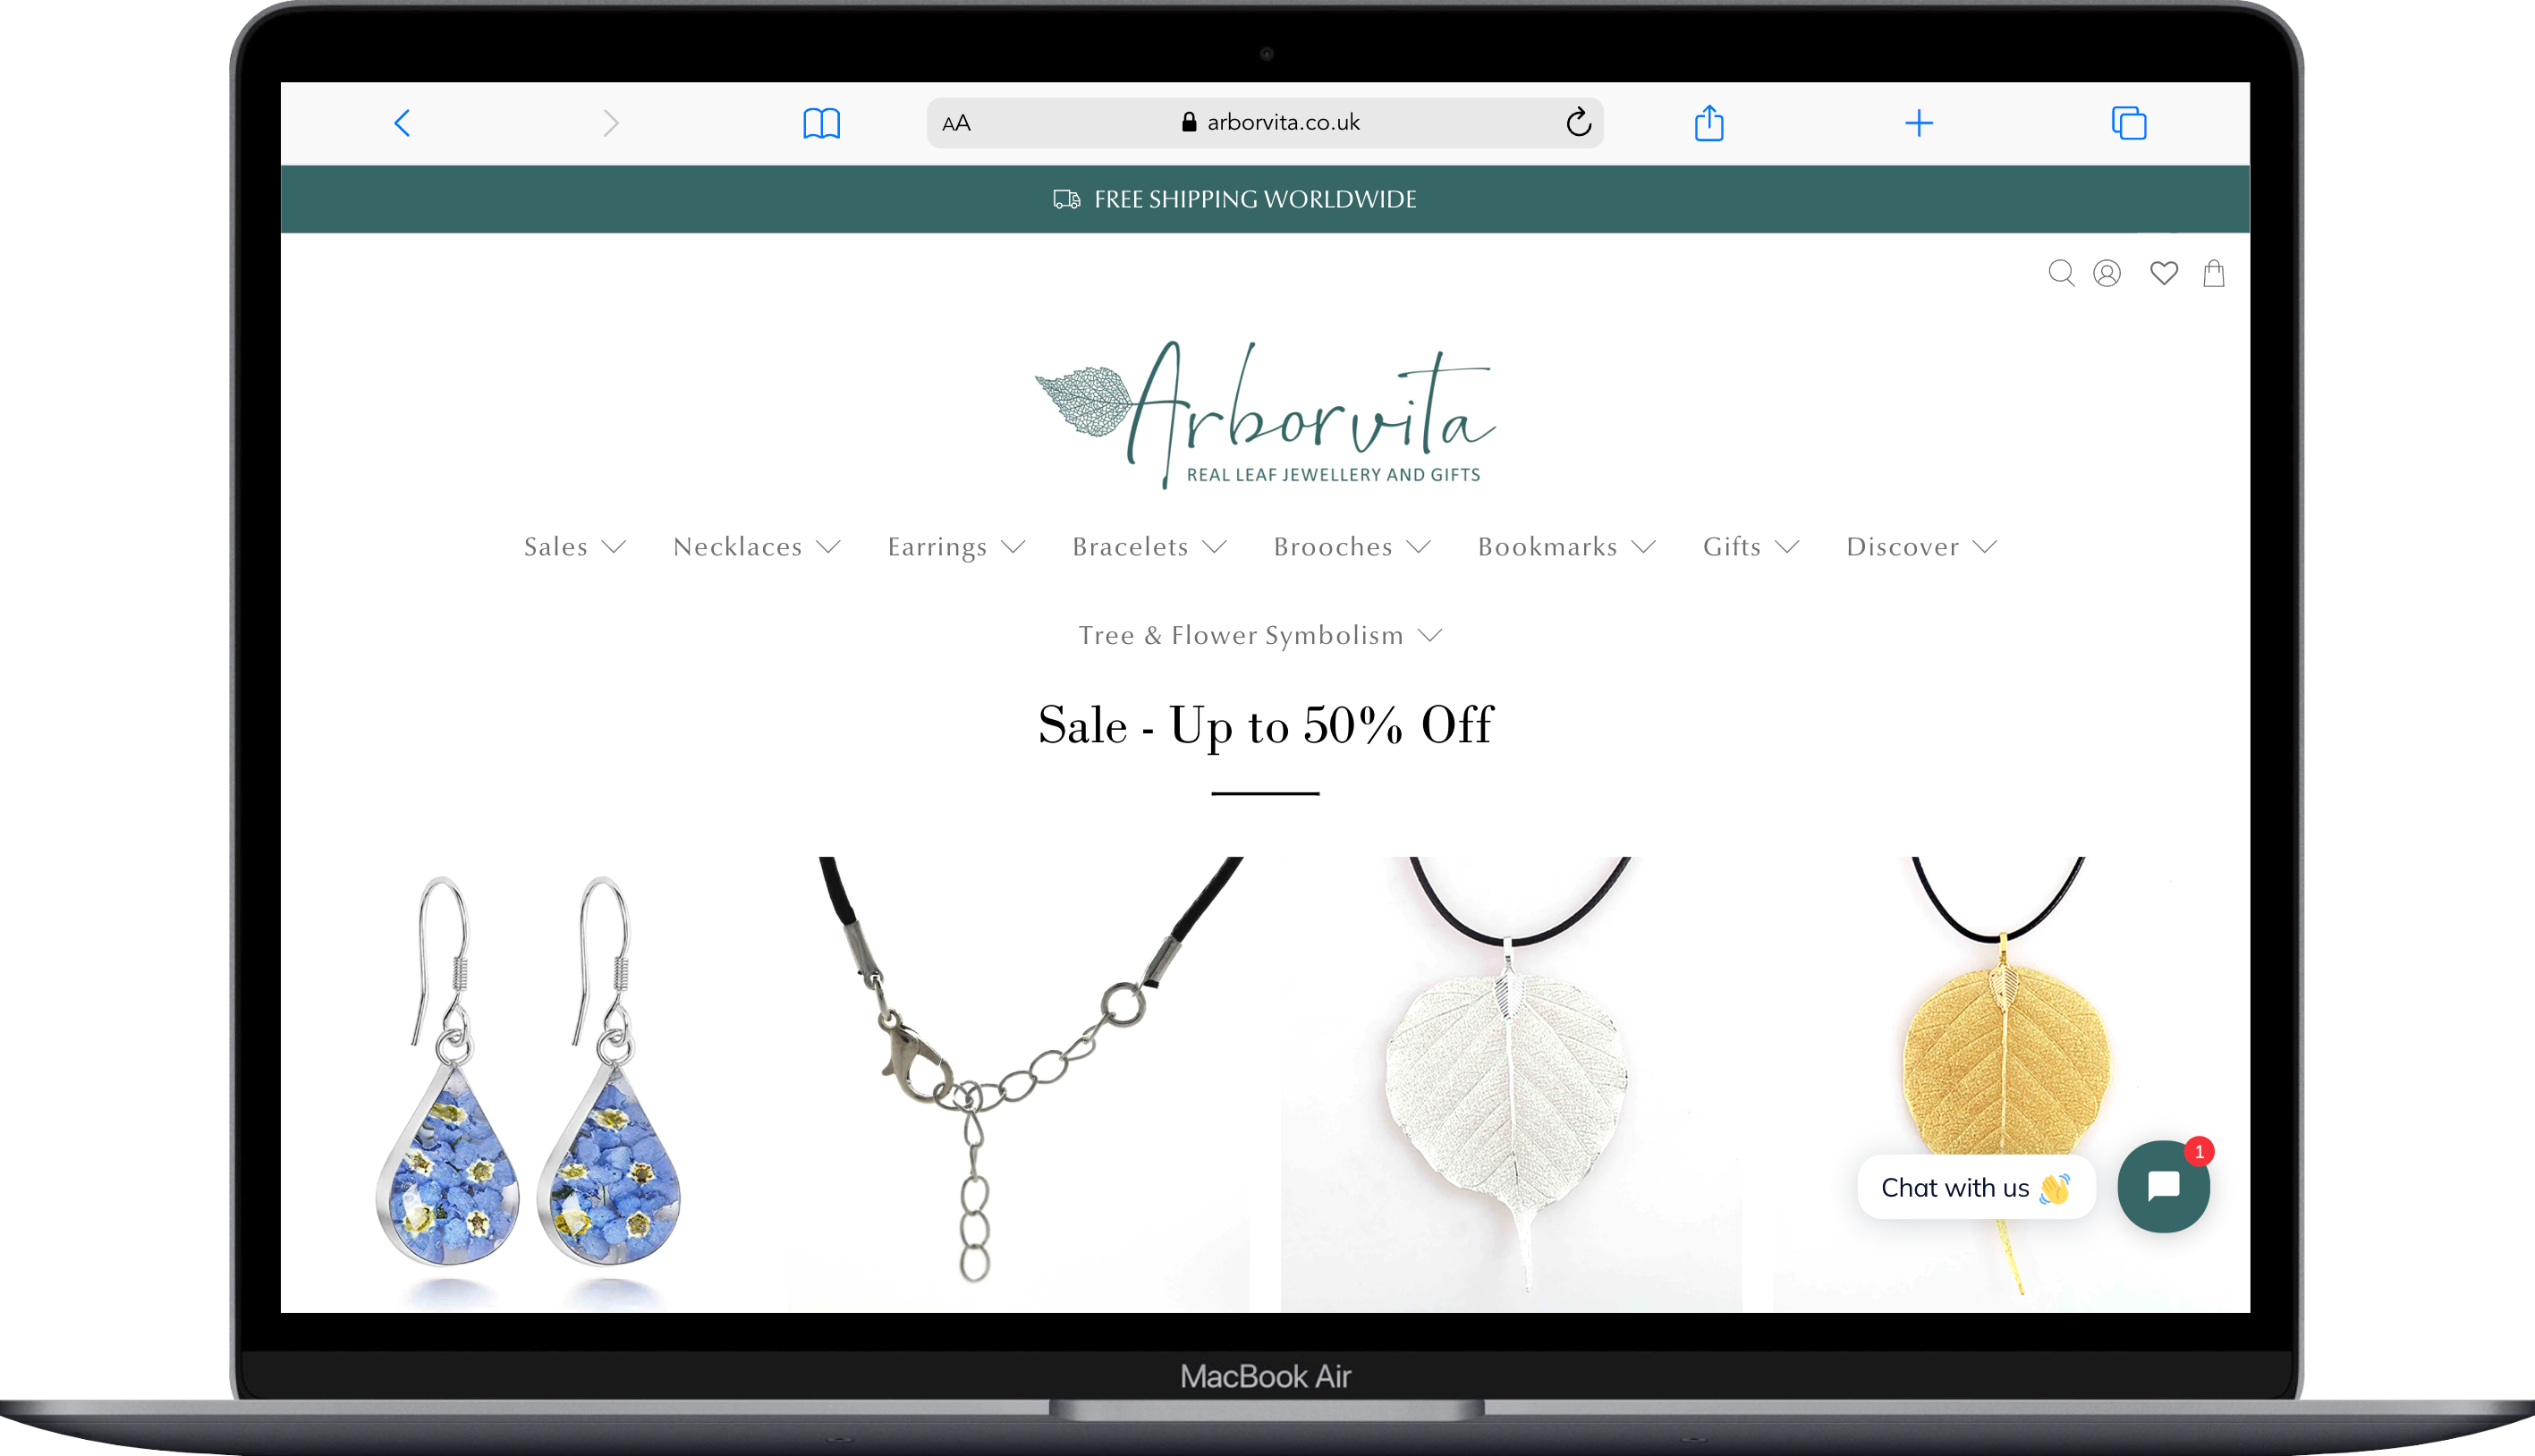 AA arborvita.co.uk
FREE SHIPPING WORLDWIDE
Arborvita
REAL LEAF JEWELLERY AND GIFTS
Sales Necklaces Earrings Bracelets Brooches Bookmarks Gifts Discover
Tree & Flower Symbolism
Sale - Up to 50% Off
1
Chat with us 👋
MacBook Air